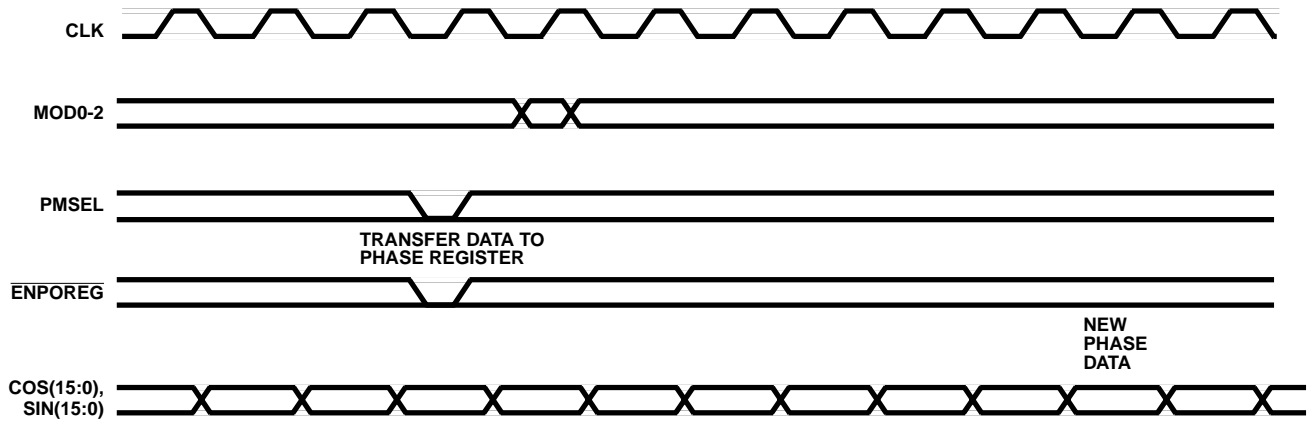 CLK
MOD0-2
PMSEL
TRANSFER DATA TO
PHASE REGISTER
ENPOREG
NEW
PHASE
DATA
COS(15:0),
SIN(15:0)